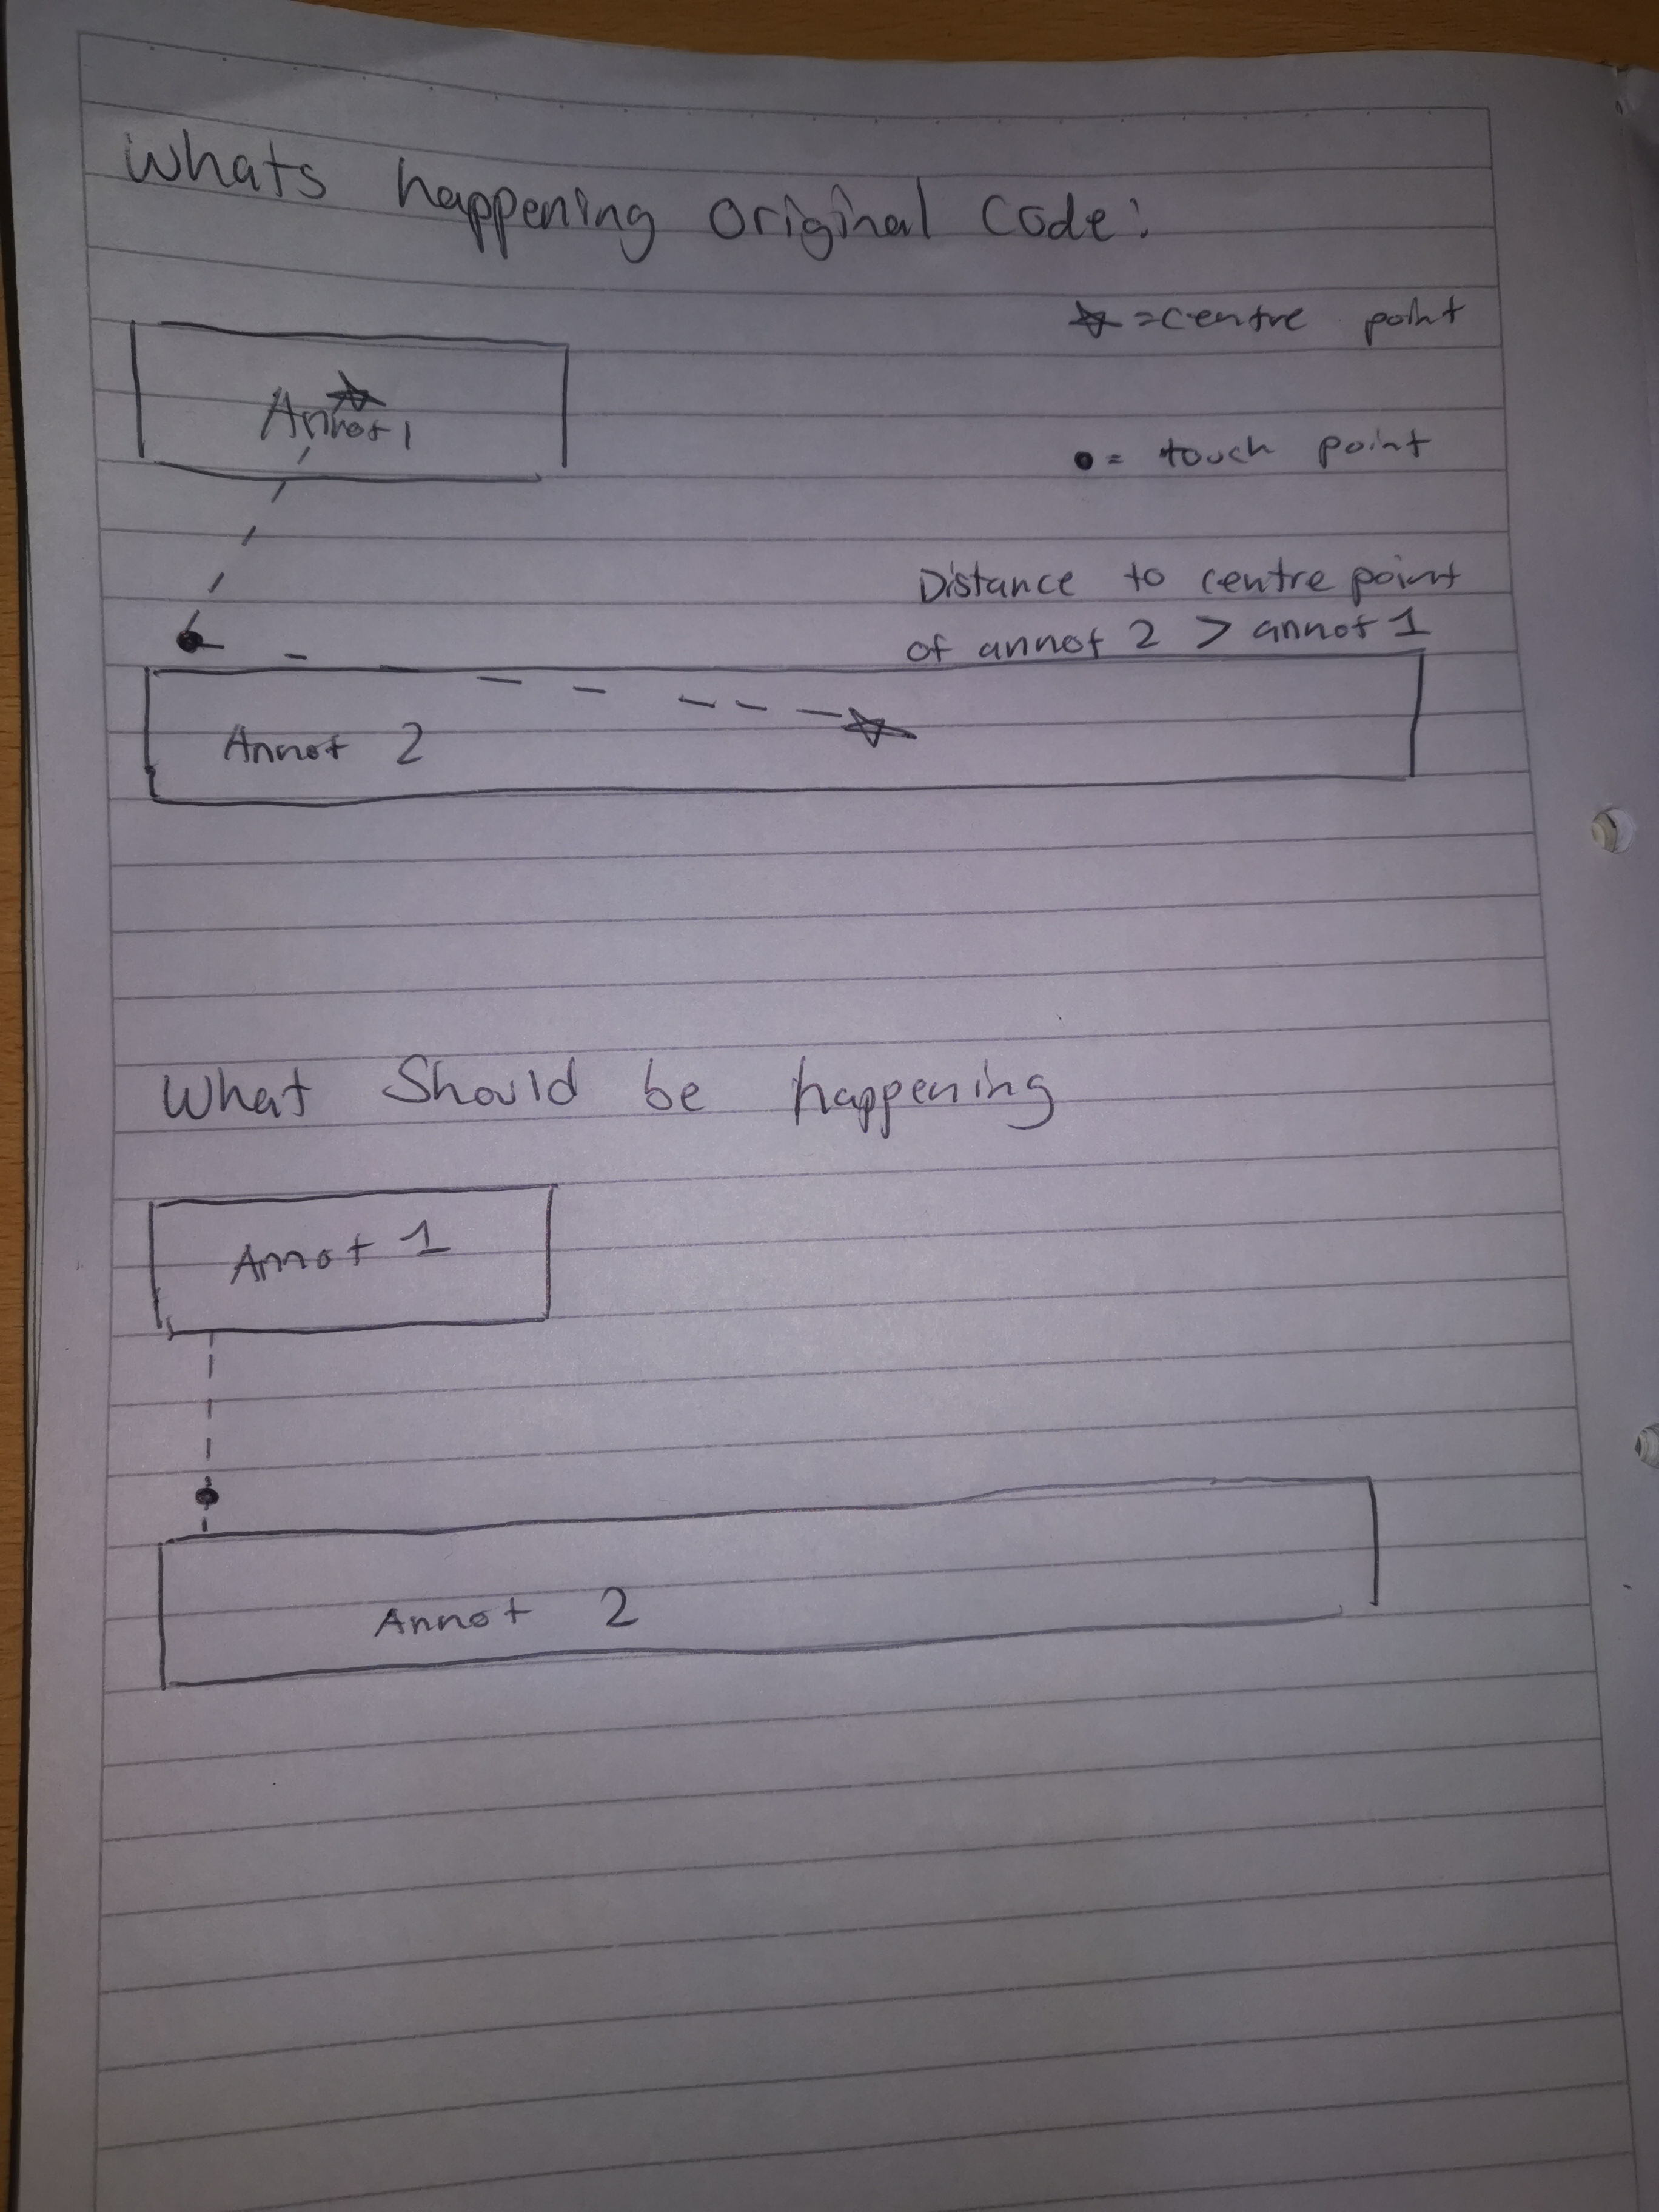 Whats happening Original Code:
☆ = centre point
Annot 1
● = touch point
Distance to centre point
of annot 2 > annot 1
Annot 2
What Should be happening
Annot 1
Annot 2